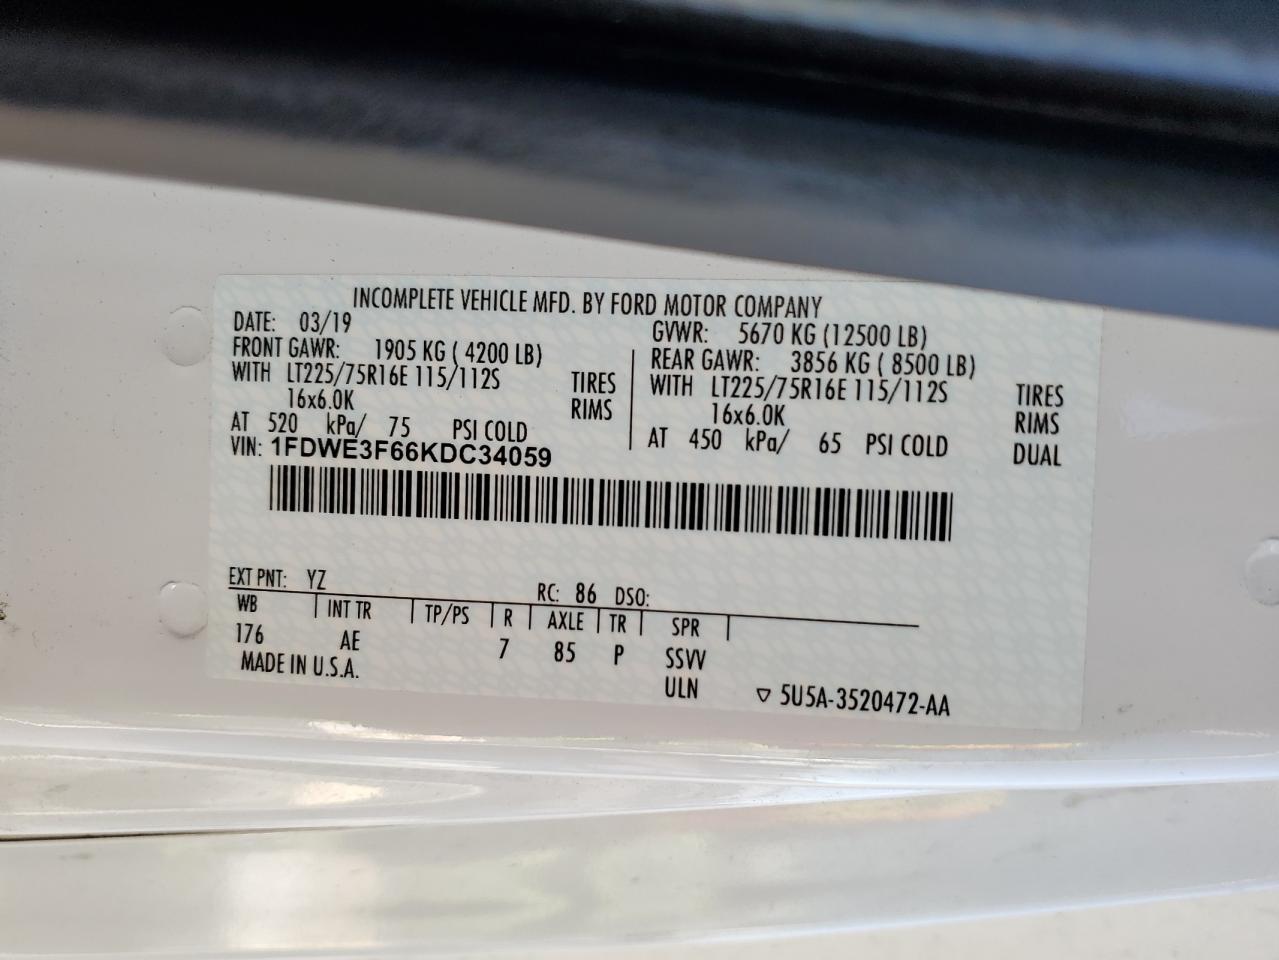 INCOMPLETE VEHICLE MFD. BY FORD MOTOR COMPANY
DATE: 03/19
GVWR: 5670 KG (12500 LB)
FRONT GAWR: 1905 KG ( 4200 LB)
REAR GAWR: 3856 KG ( 8500 LB)
WITH LT225/75R16E 115/112S TIRES
WITH LT225/75R16E 115/112S TIRES
16x6.0K RIMS
16x6.0K RIMS
AT 520 kPa/ 75 PSI COLD
AT 450 kPa/ 65 PSI COLD DUAL
VIN: 1FDWE3F66KDC34059
EXT PNT: YZ RC: 86 DSO:
WB INT TR TP/PS R AXLE TR SPR
176 AE 7 85 P SSVV
MADE IN U.S.A. ULN 5U5A-3520472-AA